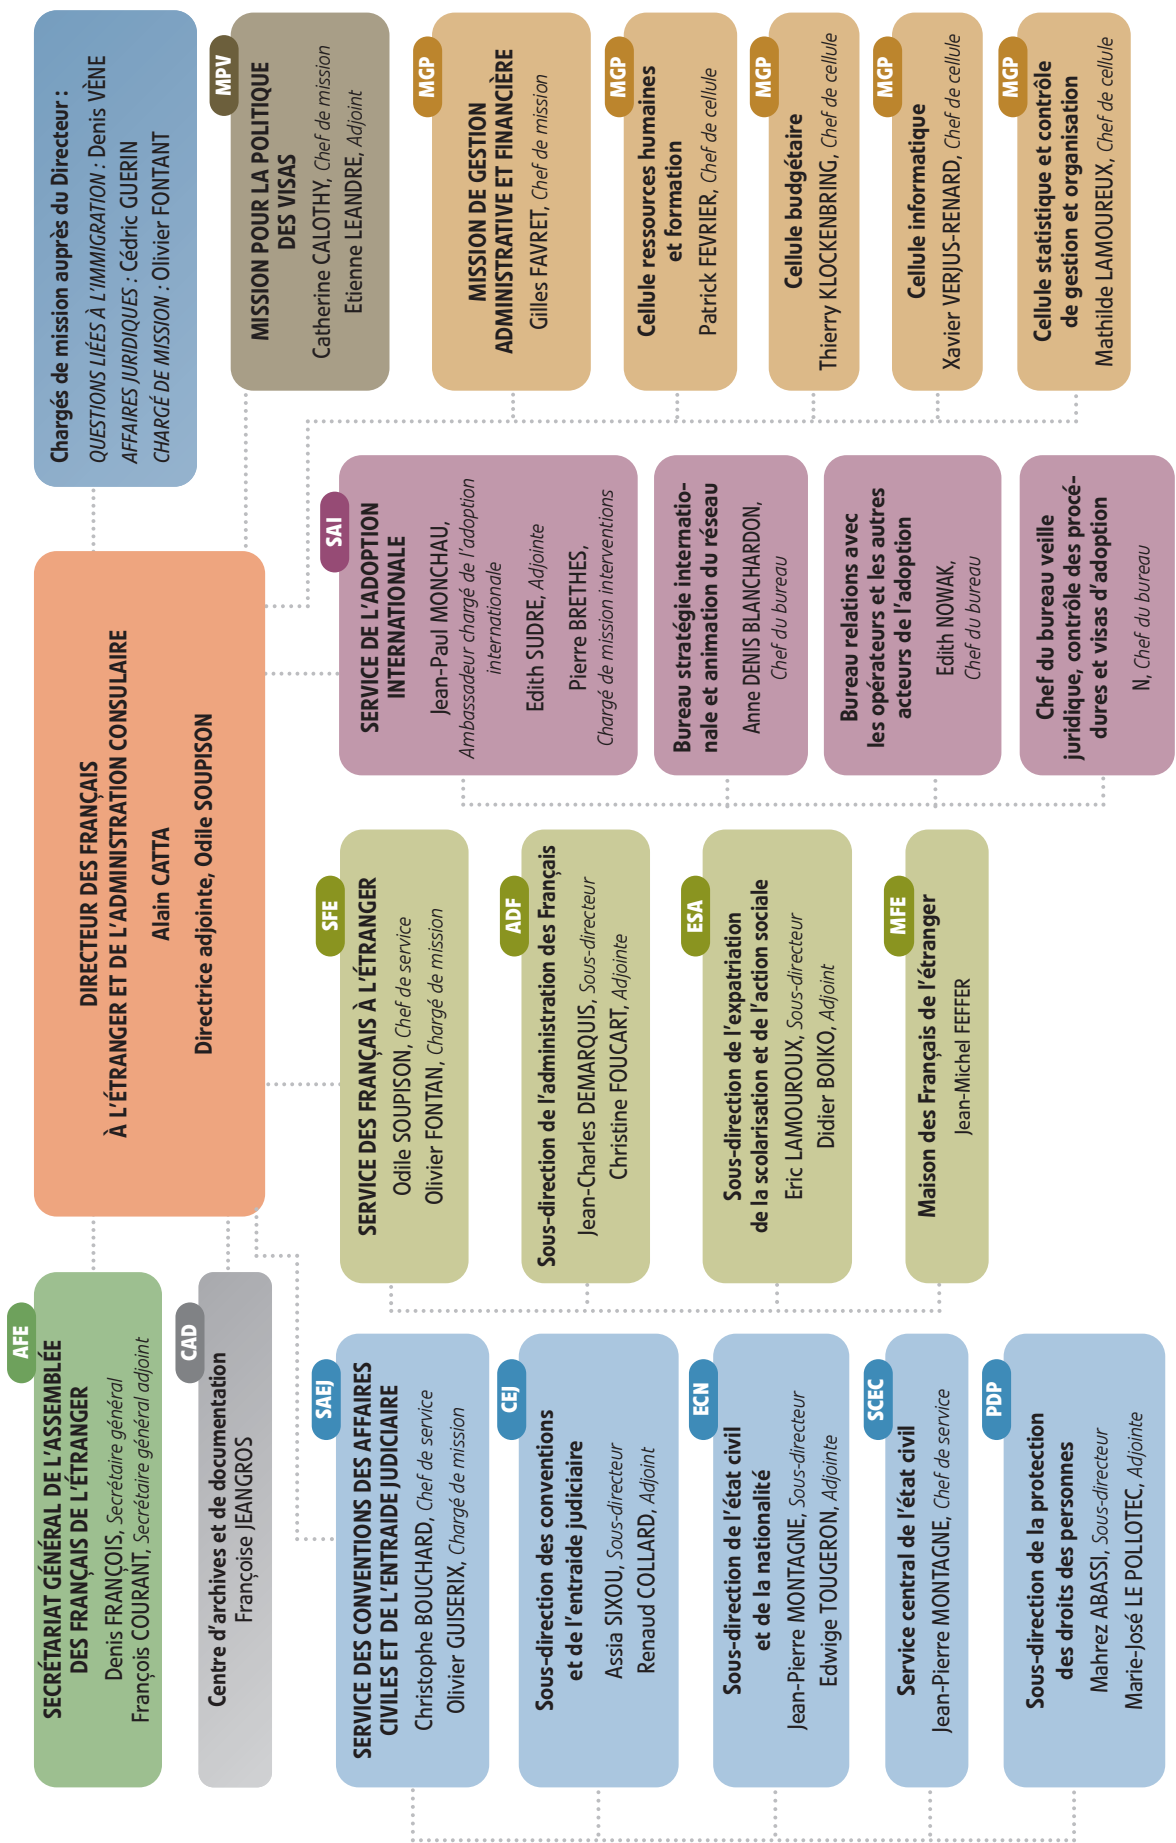 DIRECTEUR DES FRANÇAIS
À L'ÉTRANGER ET DE L'ADMINISTRATION CONSULAIRE
Alain CATTA
Directrice adjointe, Odile SOUPISON
AFE
SECRÉTARIAT GÉNÉRAL DE L'ASSEMBLÉE
DES FRANÇAIS DE L'ÉTRANGER
Denis FRANÇOIS, Secrétaire général
François COURANT, Secrétaire général adjoint
CAD
Centre d'archives et de documentation
Françoise JEANGROS
Chargés de mission auprès du Directeur :
QUESTIONS LIÉES À L'IMMIGRATION : Denis VÈNE
AFFAIRES JURIDIQUES : Cédric GUERIN
CHARGÉ DE MISSION : Olivier FONTANT
MPV
MISSION POUR LA POLITIQUE
DES VISAS
Catherine CALOTHY, Chef de mission
Etienne LEANDRE, Adjoint
SAEJ
SERVICE DES CONVENTIONS DES AFFAIRES
CIVILES ET DE L'ENTRAIDE JUDICIAIRE
Christophe BOUCHARD, Chef de service
Olivier GUISERIX, Chargé de mission
CEJ
Sous-direction des conventions
et de l'entraide judiciaire
Assia SIXOU, Sous-directeur
Renaud COLLARD, Adjoint
ECN
Sous-direction de l'état civil
et de la nationalité
Jean-Pierre MONTAGNE, Sous-directeur
Edwige TOUGERON, Adjointe
SCEC
Service central de l'état civil
Jean-Pierre MONTAGNE, Chef de service
PDP
Sous-direction de la protection
des droits des personnes
Mahrez ABASSI, Sous-directeur
Marie-José LE POLLOTEC, Adjointe
SFE
SERVICE DES FRANÇAIS À L'ÉTRANGER
Odile SOUPISON, Chef de service
Olivier FONTAN, Chargé de mission
ADF
Sous-direction de l'administration des Français
Jean-Charles DEMARQUIS, Sous-directeur
Christine FOUCART, Adjointe
ESA
Sous-direction de l'expatriation
de la scolarisation et de l'action sociale
Eric LAMOUROUX, Sous-directeur
Didier BOIKO, Adjoint
MFE
Maison des Français de l'étranger
Jean-Michel FEFFER
SAI
SERVICE DE L'ADOPTION
INTERNATIONALE
Jean-Paul MONCHAU,
Ambassadeur chargé de l'adoption
internationale
Edith SUDRE, Adjointe
Pierre BRETHES,
Chargé de mission interventions
Bureau stratégie internatio-
nale et animation du réseau
Anne DENIS BLANCHARDON,
Chef du bureau
Bureau relations avec
les opérateurs et les autres
acteurs de l'adoption
Edith NOWAK,
Chef du bureau
Chef du bureau veille
juridique, contrôle des procé-
dures et visas d'adoption
N, Chef du bureau
MGP
MISSION DE GESTION
ADMINISTRATIVE ET FINANCIÈRE
Gilles FAVRET, Chef de mission
MGP
Cellule ressources humaines
et formation
Patrick FEVRIER, Chef de cellule
MGP
Cellule budgétaire
Thierry KLOCKENBRING, Chef de cellule
MGP
Cellule informatique
Xavier VERJUS-RENARD, Chef de cellule
MGP
Cellule statistique et contrôle
de gestion et organisation
Mathilde LAMOUREUX, Chef de cellule